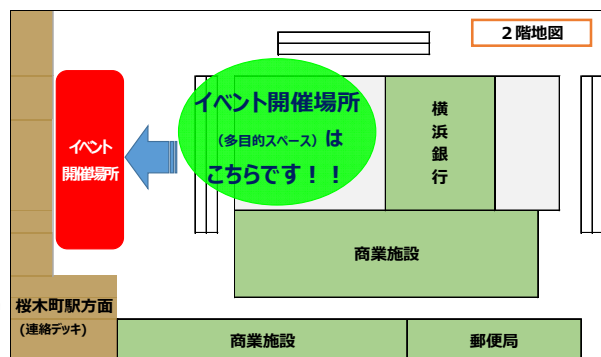 ２階地図
イベント開催場所
（多目的スペース）は
こちらです！！
イベント
開催場所
横浜銀行
商業施設
桜木町駅方面
(連絡デッキ)
商業施設
郵便局